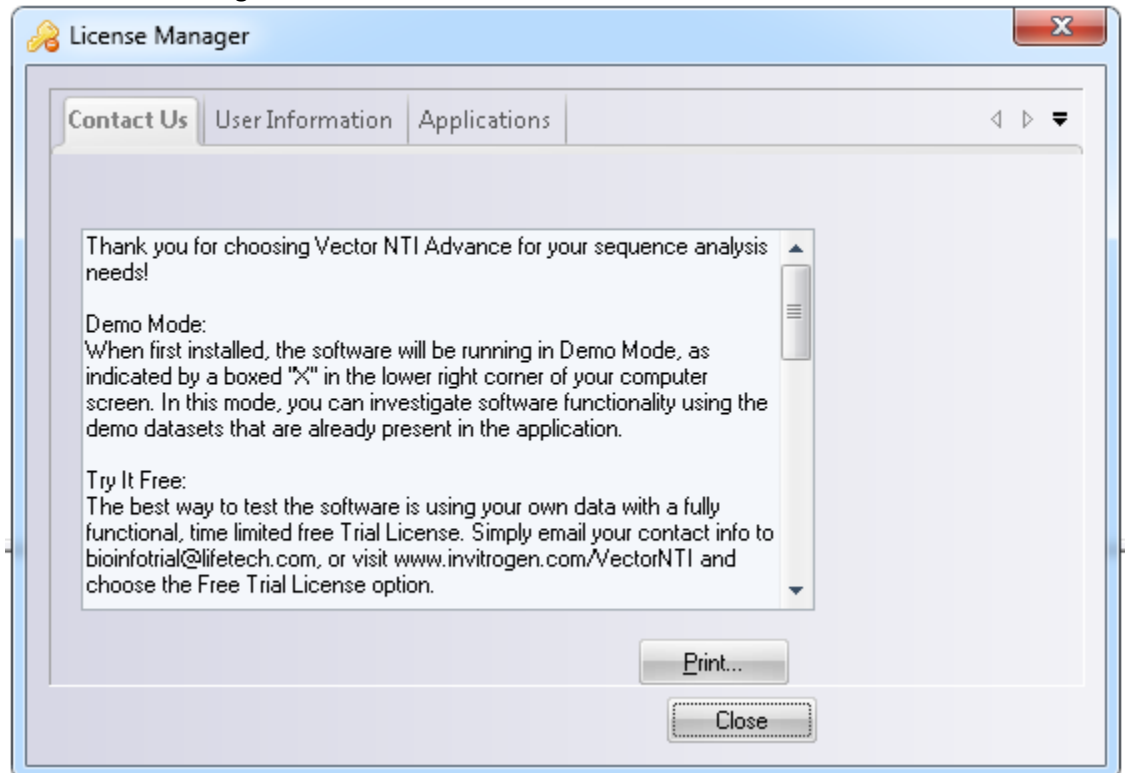 License Manager
Contact Us User Information Applications
Thank you for choosing Vector NTI Advance for your sequence analysis
needs!
Demo Mode:
When first installed, the software will be running in Demo Mode, as
indicated by a boxed "X" in the lower right corner of your computer
screen. In this mode, you can investigate software functionality using the
demo datasets that are already present in the application.
Try It Free:
The best way to test the software is using your own data with a fully
functional, time limited free Trial License. Simply email your contact info to
bioinfotrial@lifetech.com, or visit www.invitrogen.com/VectorNTI and
choose the Free Trial License option.
Print...
Close